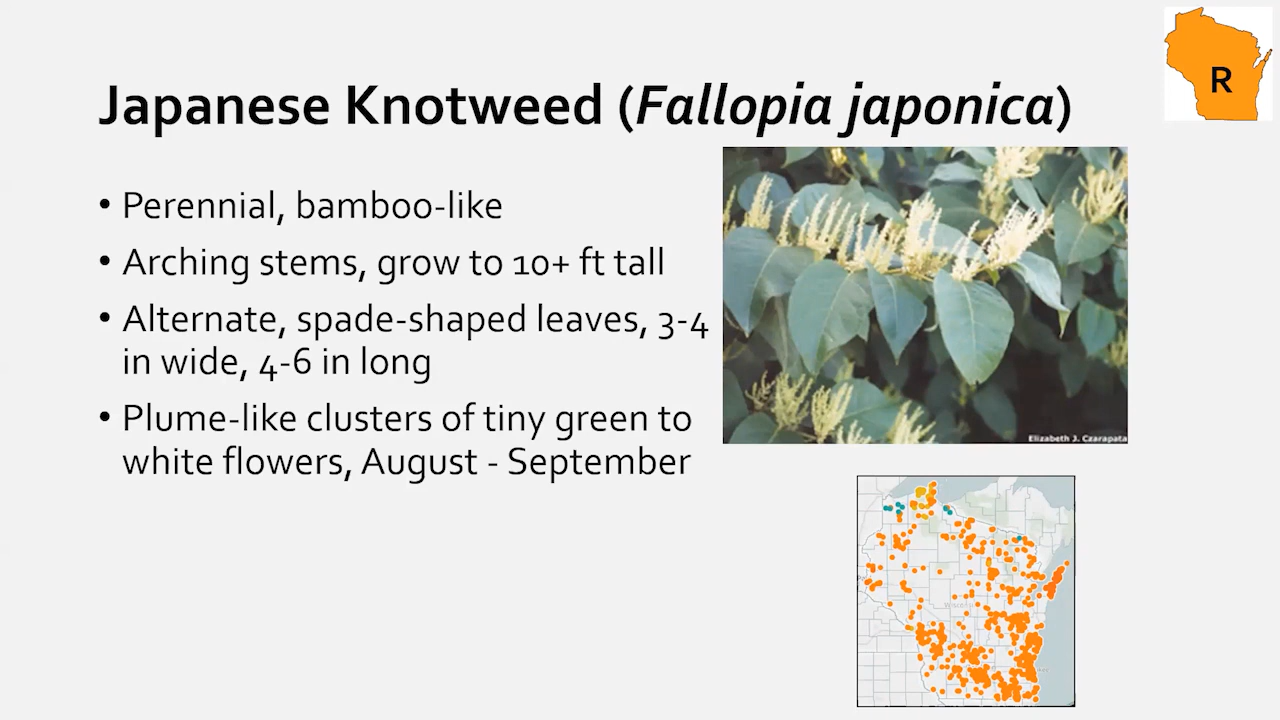 R
Japanese Knotweed (Fallopia japonica)
• Perennial, bamboo-like
• Arching stems, grow to 10+ ft tall
• Alternate, spade-shaped leaves, 3-4
in wide, 4-6 in long
• Plume-like clusters of tiny green to
white flowers, August - September
Elizabeth J. Czarapata